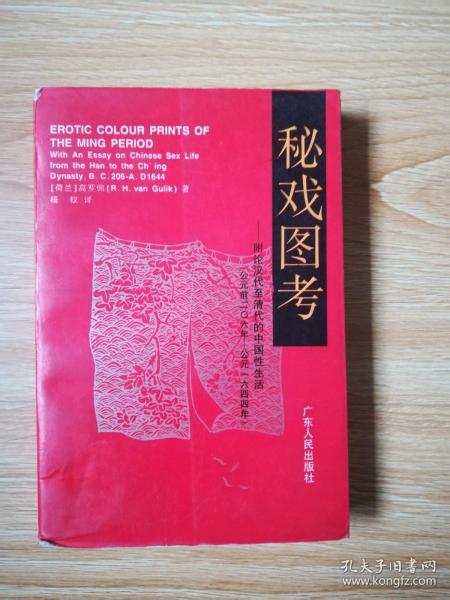 EROTIC COLOUR PRINTS OF
THE MING PERIOD
With An Essay on Chinese Sex Life
from the Han to the Ch'ing
Dynasty, B.C. 206-A. D1644
[荷兰]高罗佩(R. H. van Gulik) 著
杨 权 译
秘戏图考
——附论汉代至清代的中国性生活
（公元前二〇六年—公元一六四四年）
广东人民出版社
孔夫子旧书网
www.kongfz.com